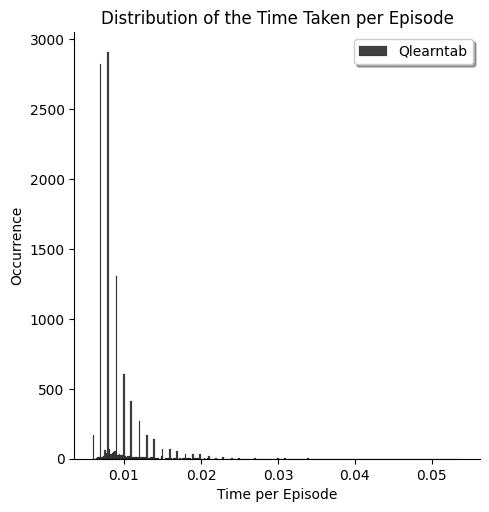 Distribution of the Time Taken per Episode
Qlearntab
3000
2500
2000
1500
1000
500
0
Occurrence
0.01 0.02 0.03 0.04 0.05
Time per Episode